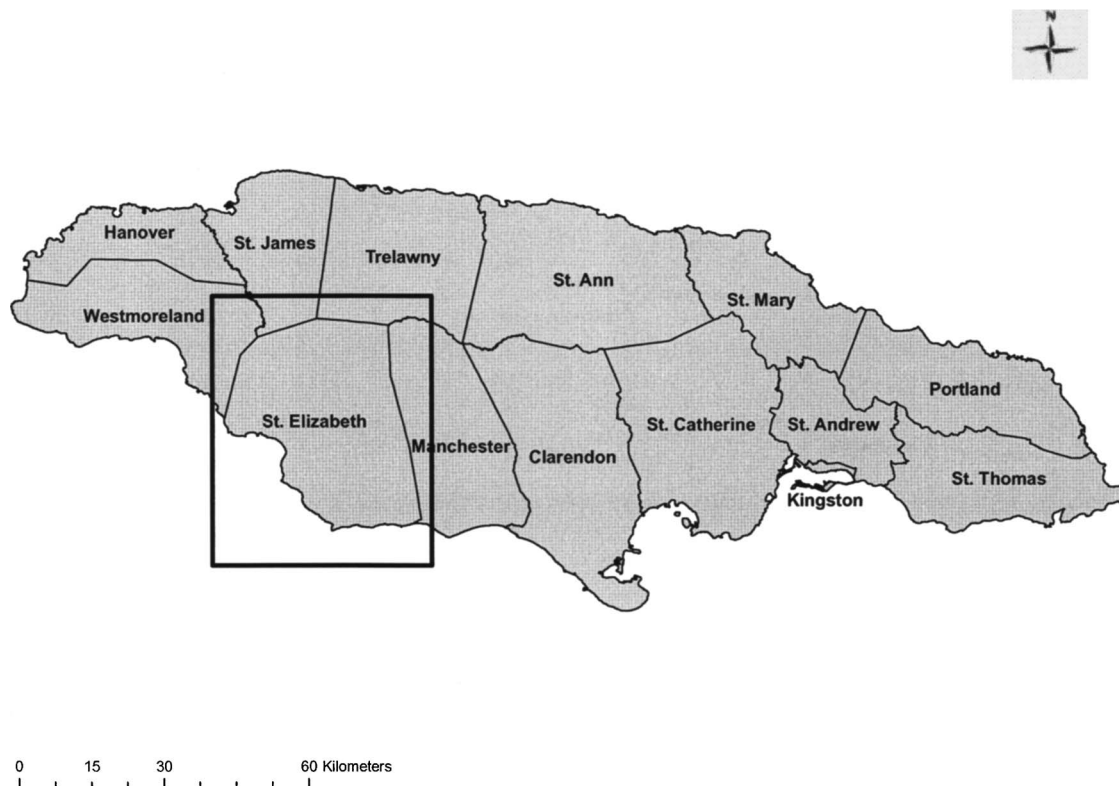 N
Hanover
St. James
Trelawny
St. Ann
St. Mary
Westmoreland
Portland
St. Elizabeth
Manchester
Clarendon
St. Catherine
St. Andrew
St. Thomas
Kingston
0 15 30 60 Kilometers